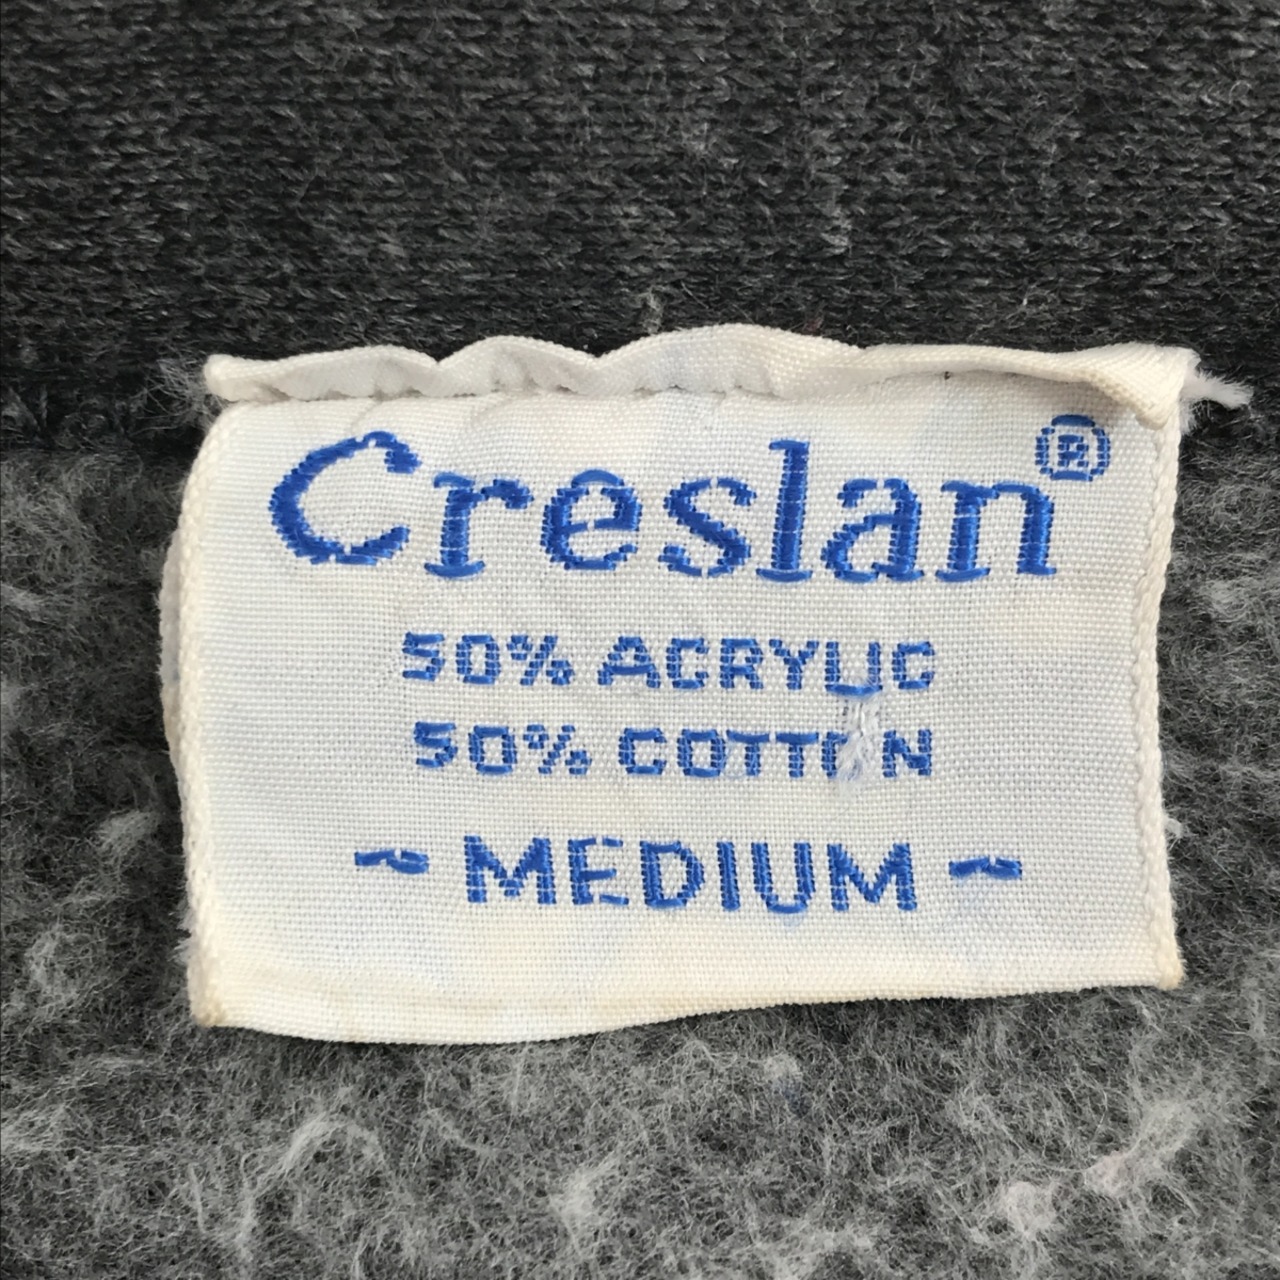 Creslan®
50% ACRYLIC
50% COTTON
~ MEDIUM ~